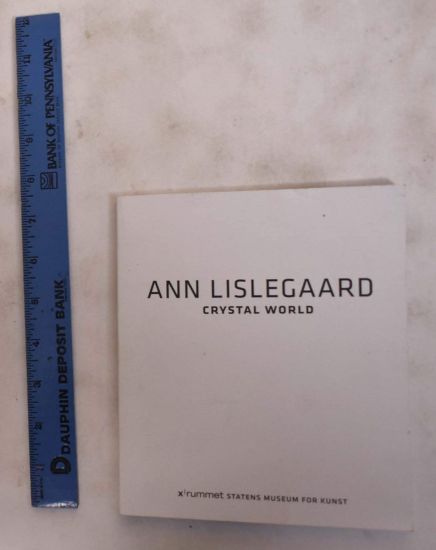 BANK OF PENNSYLVANIA
DAUPHIN DEPOSIT BANK
ANN LISLEGAARD
CRYSTAL WORLD
x-rummet STATENS MUSEUM FOR KUNST